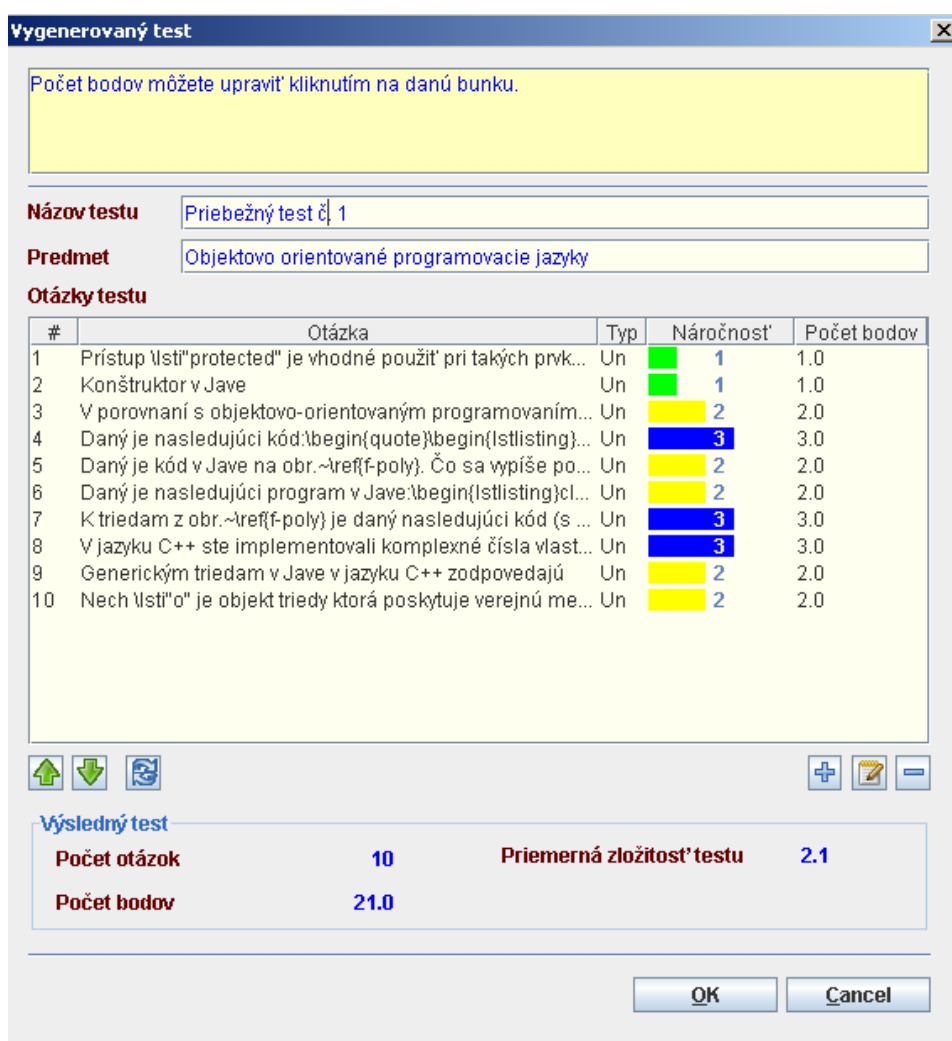 Vygenerovaný test
Počet bodov môžete upraviť kliknutím na danú bunku.
Názov testu Priebežný test č. 1
Predmet Objektovo orientované programovacie jazyky
Otázky testu
# Otázka Typ Náročnosť Počet bodov
1 Prístup \lsti"protected" je vhodné použiť pri takých prvk... Un 1 1.0
2 Konštruktor v Jave Un 1 1.0
3 V porovnaní s objektovo-orientovaným programovaním... Un 2 2.0
4 Daný je nasledujúci kód:\begin{quote}\begin{lstlisting}... Un 3 3.0
5 Daný je kód v Jave na obr.~\ref{f-poly}. Čo sa vypíše po... Un 2 2.0
6 Daný je nasledujúci program v Jave:\begin{lstlisting}cl... Un 2 2.0
7 K triedam z obr.~\ref{f-poly} je daný nasledujúci kód (s ... Un 3 3.0
8 V jazyku C++ ste implementovali komplexné čísla vlast... Un 3 3.0
9 Generickým triedam v Jave v jazyku C++ zodpovedajú Un 2 2.0
10 Nech \lsti"o" je objekt triedy ktorá poskytuje verejnú me... Un 2 2.0
Výsledný test
Počet otázok 10 Priemerná zložitosť testu 2.1
Počet bodov 21.0
OK Cancel